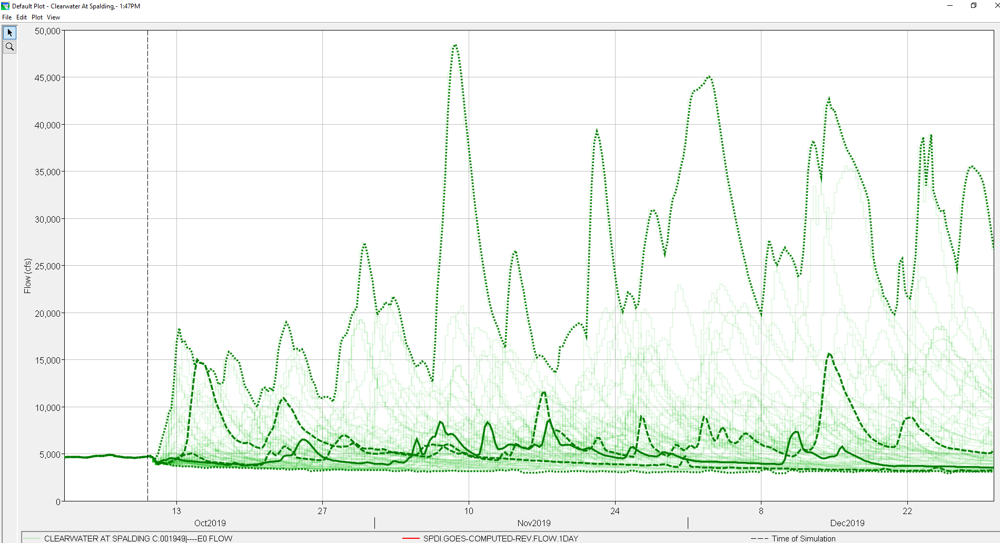 Default Plot - Clearwater At Spalding,- 1:47PM
File Edit Plot View
50,000
45,000
40,000
35,000
30,000
25,000
20,000
15,000
10,000
5,000
0
Flow (cfs)
13 27 10 24 8 22
Oct2019 Nov2019 Dec2019
CLEARWATER AT SPALDING C:001949|----E0 FLOW SPDI.GOES-COMPUTED-REV.FLOW.1DAY Time of Simulation